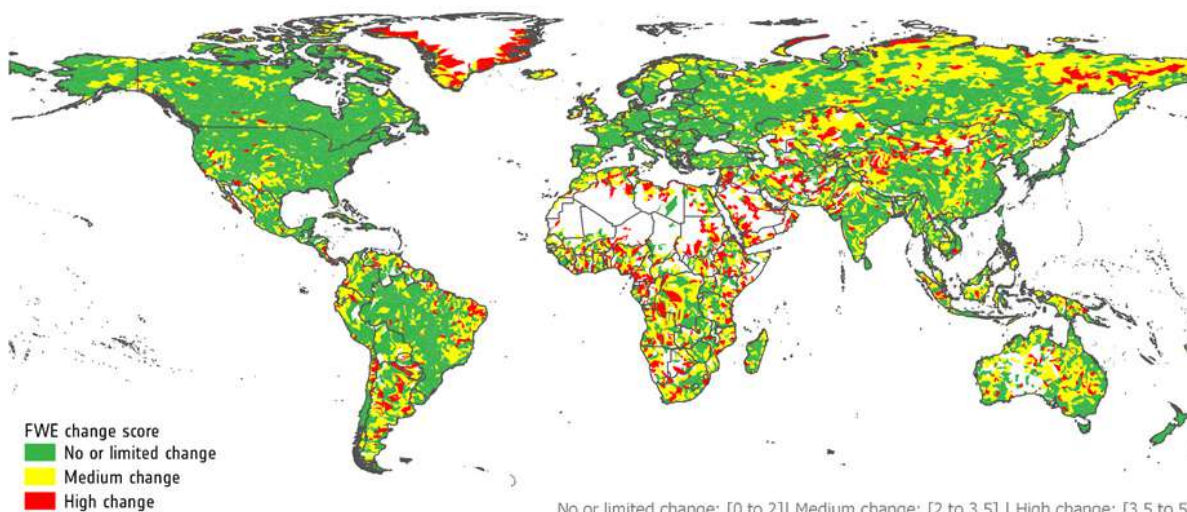 FWE change score
No or limited change
Medium change
High change
No or limited change: [0 to 2]| Medium change: [2 to 3.5] | High change: [3.5 to 5